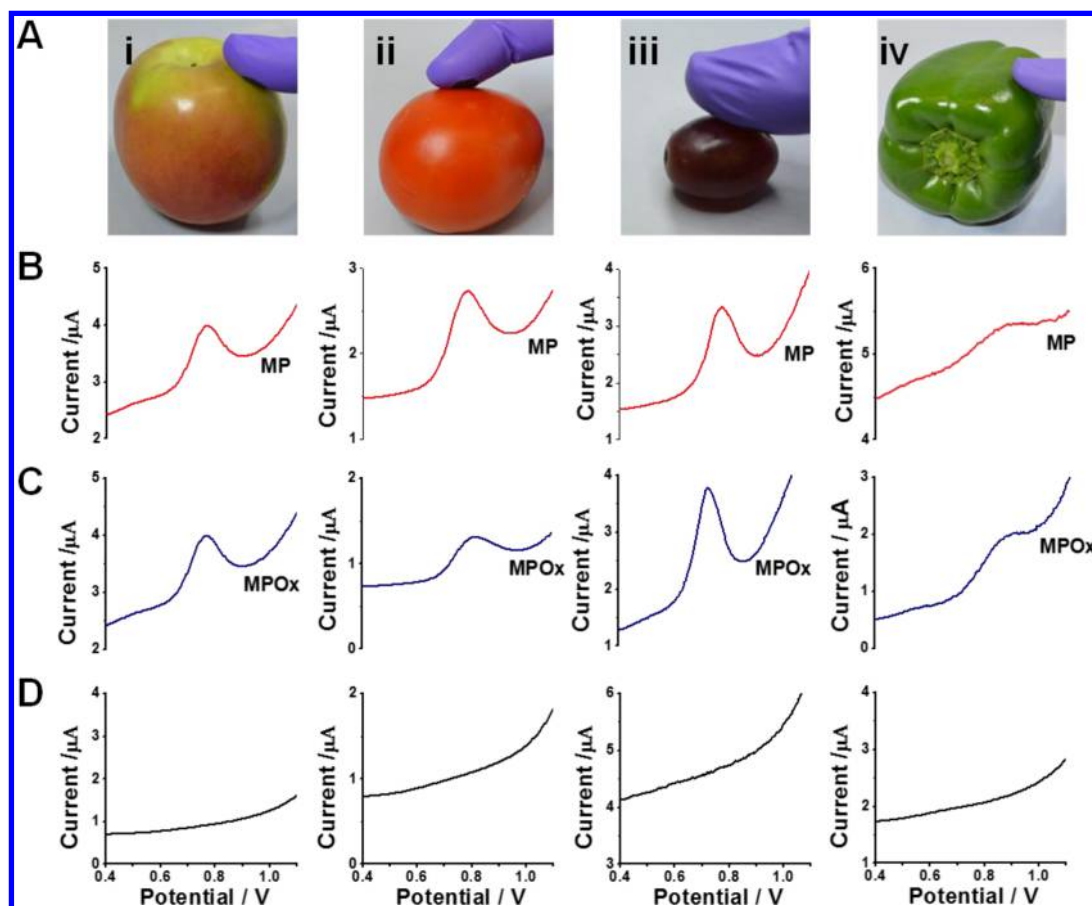 A
i
ii
iii
iv
B
5
4
3
2
Current /μA
MP
3
2
1
Current /μA
MP
4
3
2
1
Current /μA
MP
6
5
4
Current /μA
MP
C
5
4
3
2
Current /μA
MPOx
2
1
0
Current /μA
MPOx
4
3
2
1
Current /μA
MPOx
3
2
1
0
Current / μA
MPOx
D
4
3
2
1
0
Current /μA
0.4 0.6 0.8 1.0
Potential / V
2
1
0
Current /μA
0.4 0.6 0.8 1.0
Potential / V
6
5
4
3
Current /μA
0.4 0.6 0.8 1.0
Potential / V
4
3
2
1
Current /μA
0.4 0.6 0.8 1.0
Potential / V